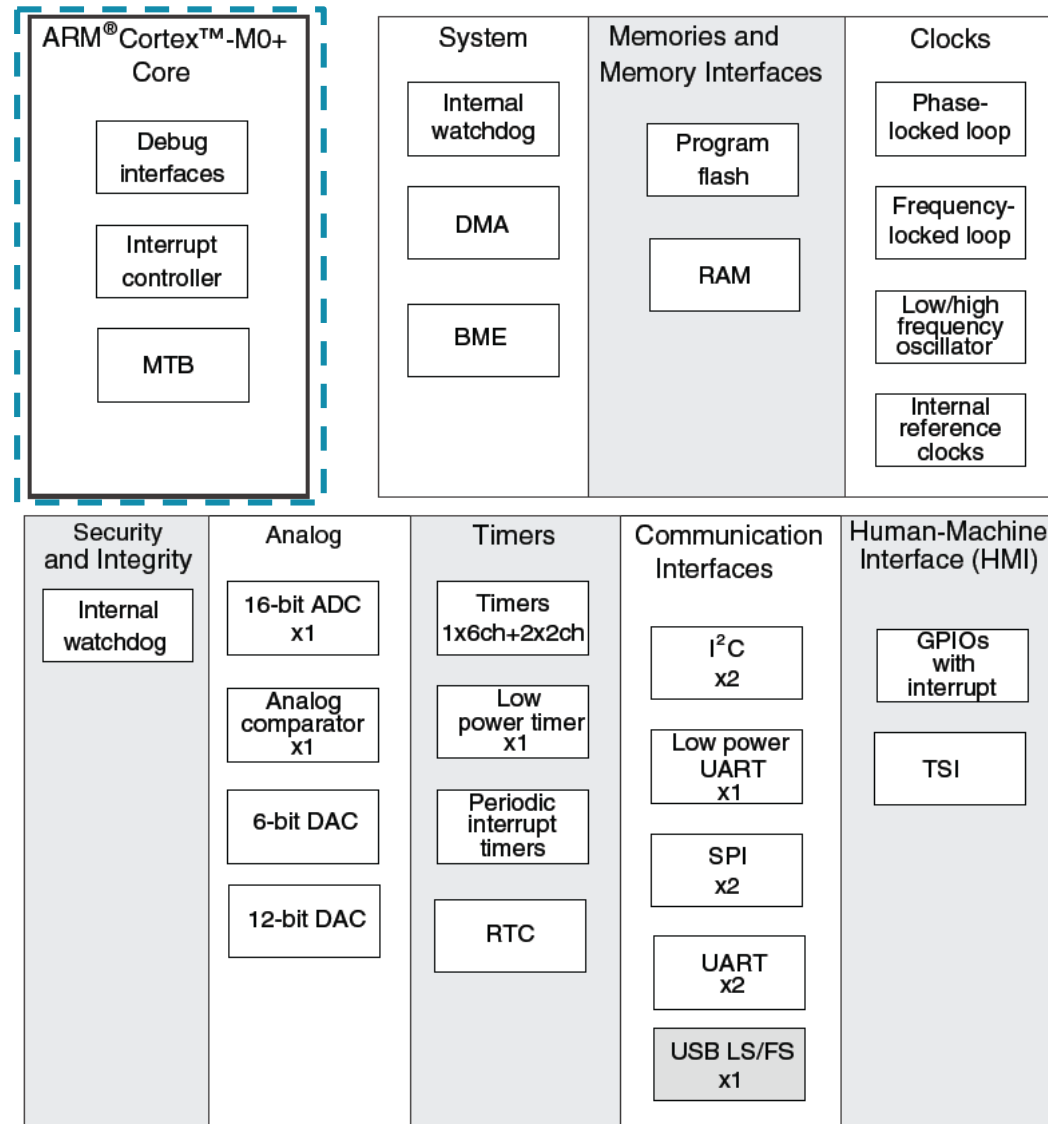 ARM®Cortex™-M0+
Core
Debug
interfaces
Interrupt
controller
MTB
System
Internal
watchdog
DMA
BME
Memories and
Memory Interfaces
Program
flash
RAM
Clocks
Phase-
locked loop
Frequency-
locked loop
Low/high
frequency
oscillator
Internal
reference
clocks
Security
and Integrity
Internal
watchdog
Analog
16-bit ADC
x1
Analog
comparator
x1
6-bit DAC
12-bit DAC
Timers
Timers
1x6ch+2x2ch
Low
power timer
x1
Periodic
interrupt
timers
RTC
Communication
Interfaces
I²C
x2
Low power
UART
x1
SPI
x2
UART
x2
USB LS/FS
x1
Human-Machine
Interface (HMI)
GPIOs
with
interrupt
TSI